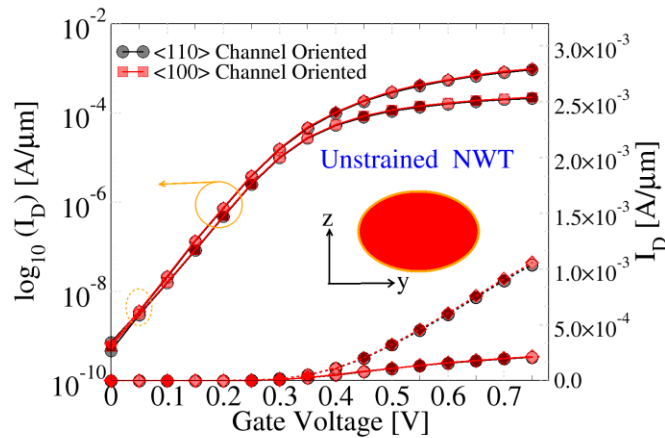 10⁻² 3.0×10⁻³
<110> Channel Oriented
<100> Channel Oriented
10⁻⁴ 2.5×10⁻³
Unstrained NWT 2.0×10⁻³
10⁻⁶ 1.5×10⁻³
z
y
10⁻⁸ 1.0×10⁻³
5.0×10⁻⁴
10⁻¹⁰ 0.0
0 0.1 0.2 0.3 0.4 0.5 0.6 0.7
Gate Voltage [V]
log₁₀ (I_D) [A/μm]
I_D [A/μm]